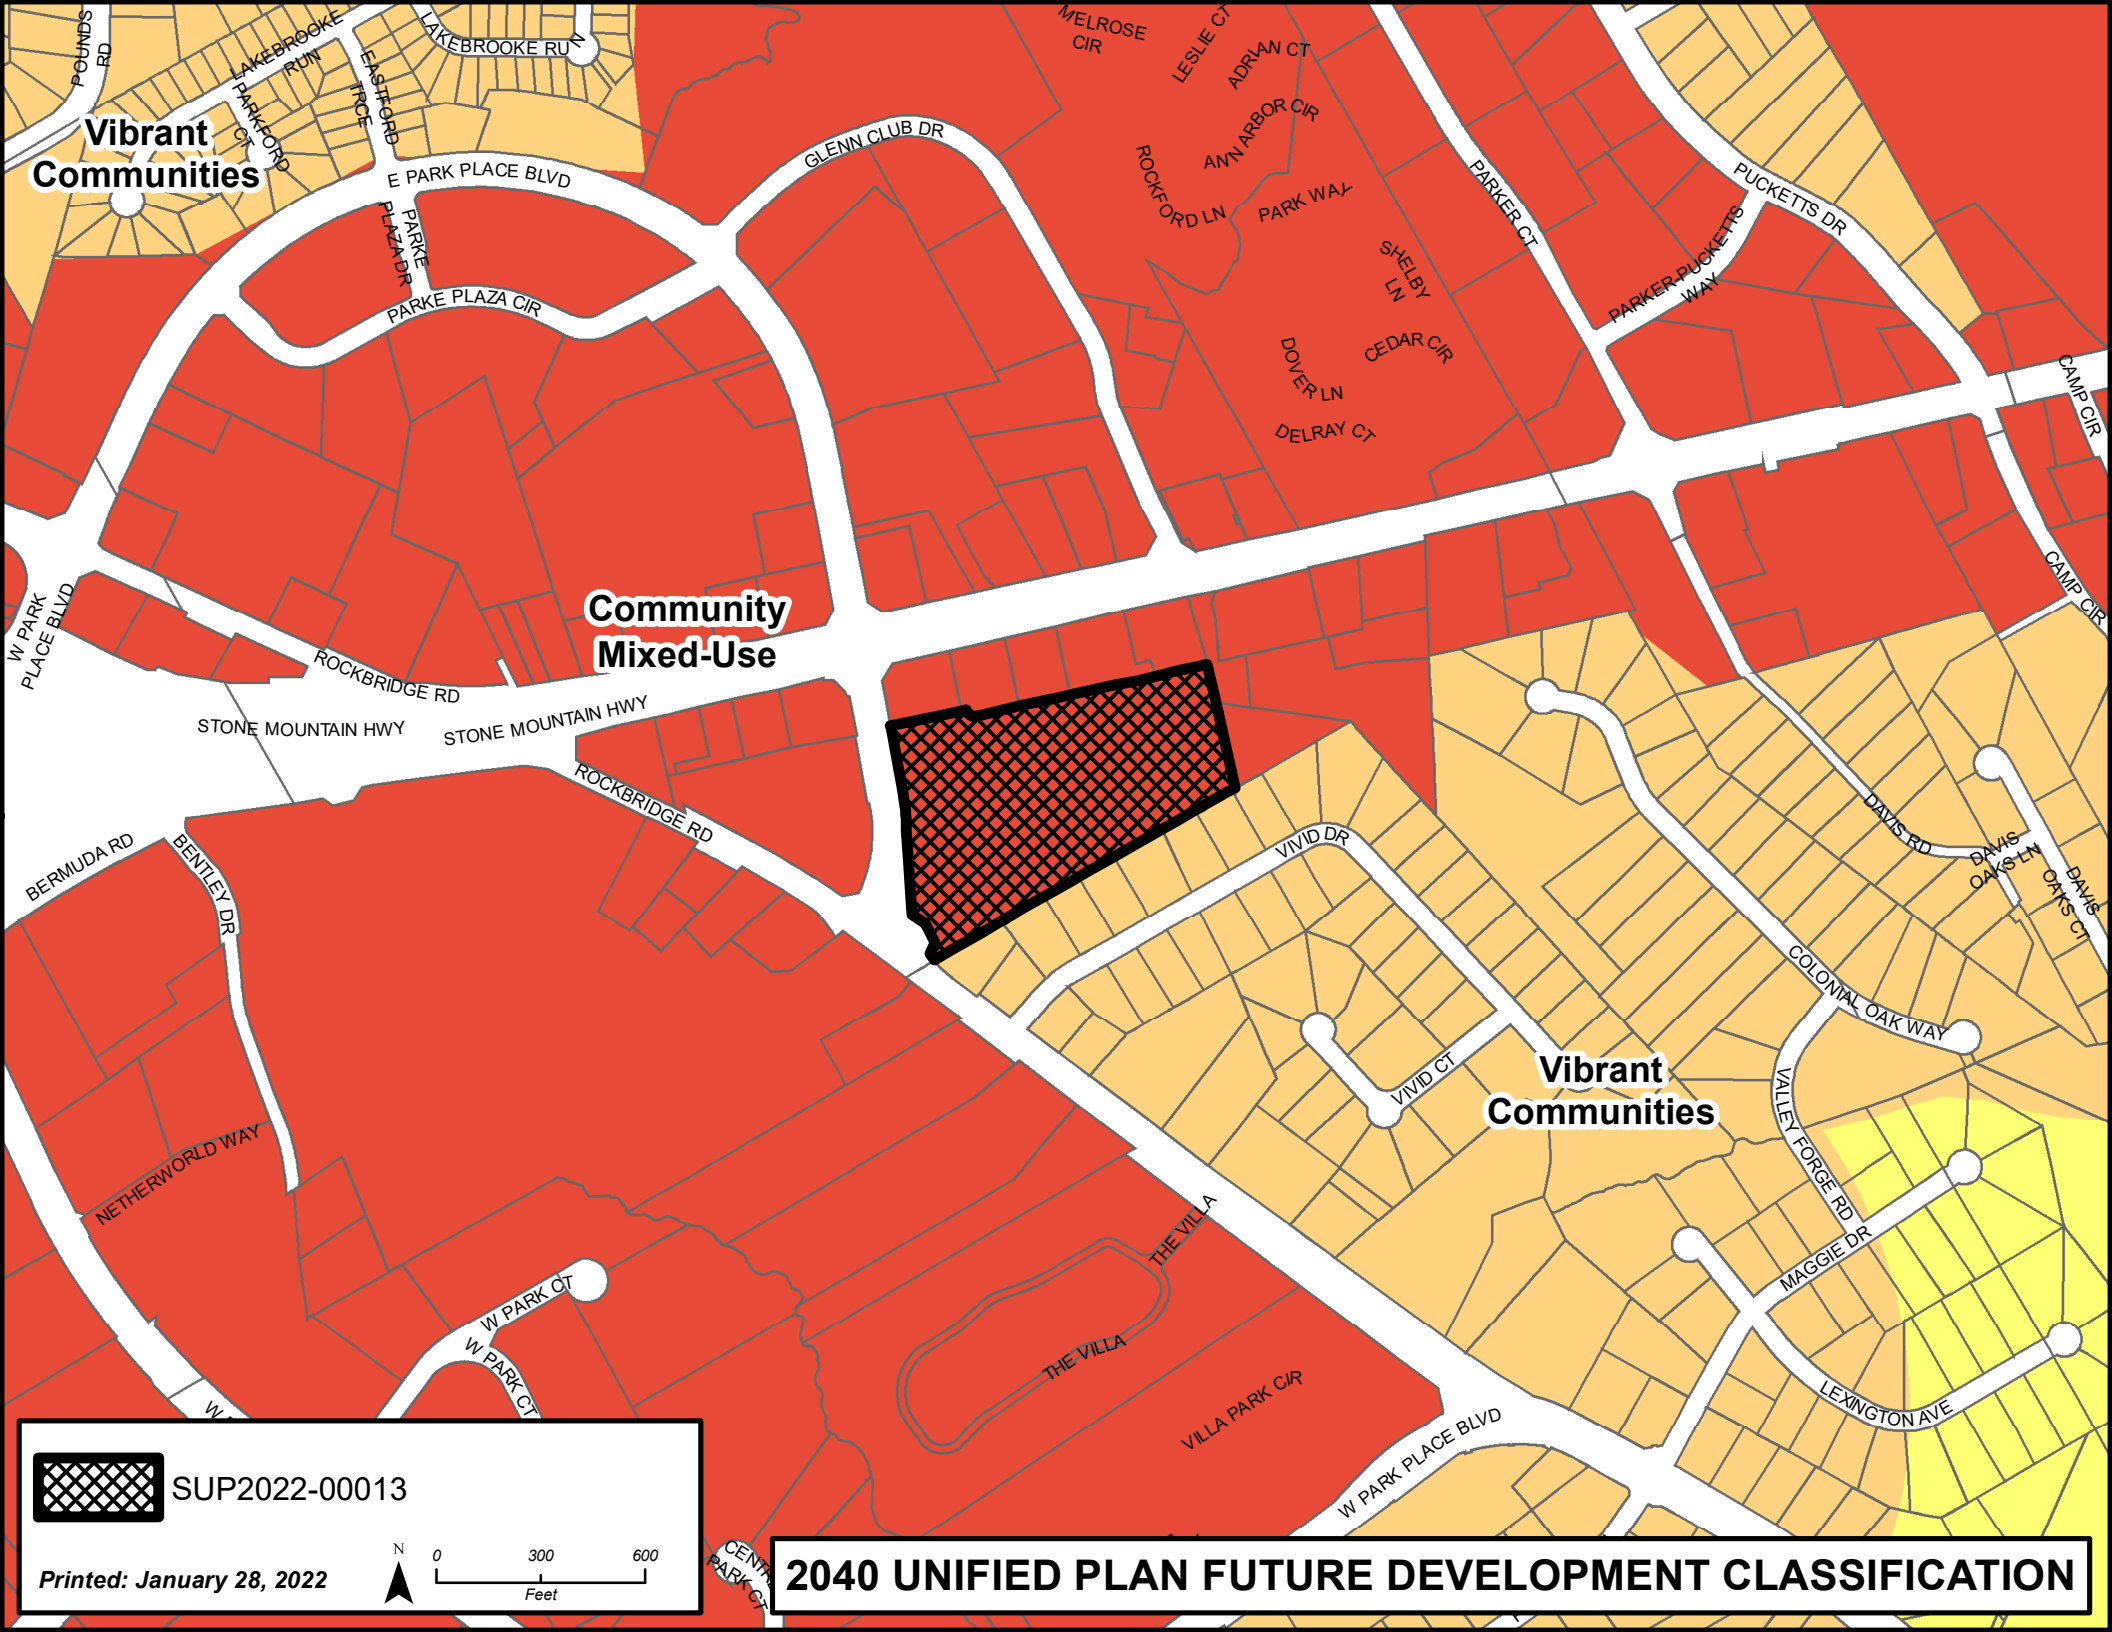 POUNDS
RD
LAKEBROOKE
RUN
LAKEBROOKE RUN
EASTFORD
TRCE
PARKFORD
CT
Vibrant
Communities
E PARK PLACE BLVD
PARKE
PLAZA DR
PARKE PLAZA CIR
GLENN CLUB DR
MELROSE
CIR
LESLIE CT
ADRIAN CT
ANN ARBOR CIR
ROCKFORD LN
PARK WAY
SHELBY
LN
CEDAR CIR
DOVER LN
DELRAY CT
PARKER CT
PUCKETTS DR
PARKER-PUCKETTS
WAY
CAMP CIR
CAMP CIR
W PARK
PLACE BLVD
Community
Mixed-Use
ROCKBRIDGE RD
STONE MOUNTAIN HWY
STONE MOUNTAIN HWY
ROCKBRIDGE RD
BERMUDA RD
BENTLEY DR
VIVID DR
DAVIS RD
DAVIS
OAKS LN
DAVIS
OAKS CT
COLONIAL OAK WAY
VIVID CT
Vibrant
Communities
VALLEY FORGE RD
NETHERWORLD WAY
THE VILLA
MAGGIE DR
W PARK CT
W PARK CT
THE VILLA
VILLA PARK CIR
LEXINGTON AVE
W PARK PLACE BLVD
SUP2022-00013
Printed: January 28, 2022
N
0 300 600
Feet
PARK CT
2040 UNIFIED PLAN FUTURE DEVELOPMENT CLASSIFICATION